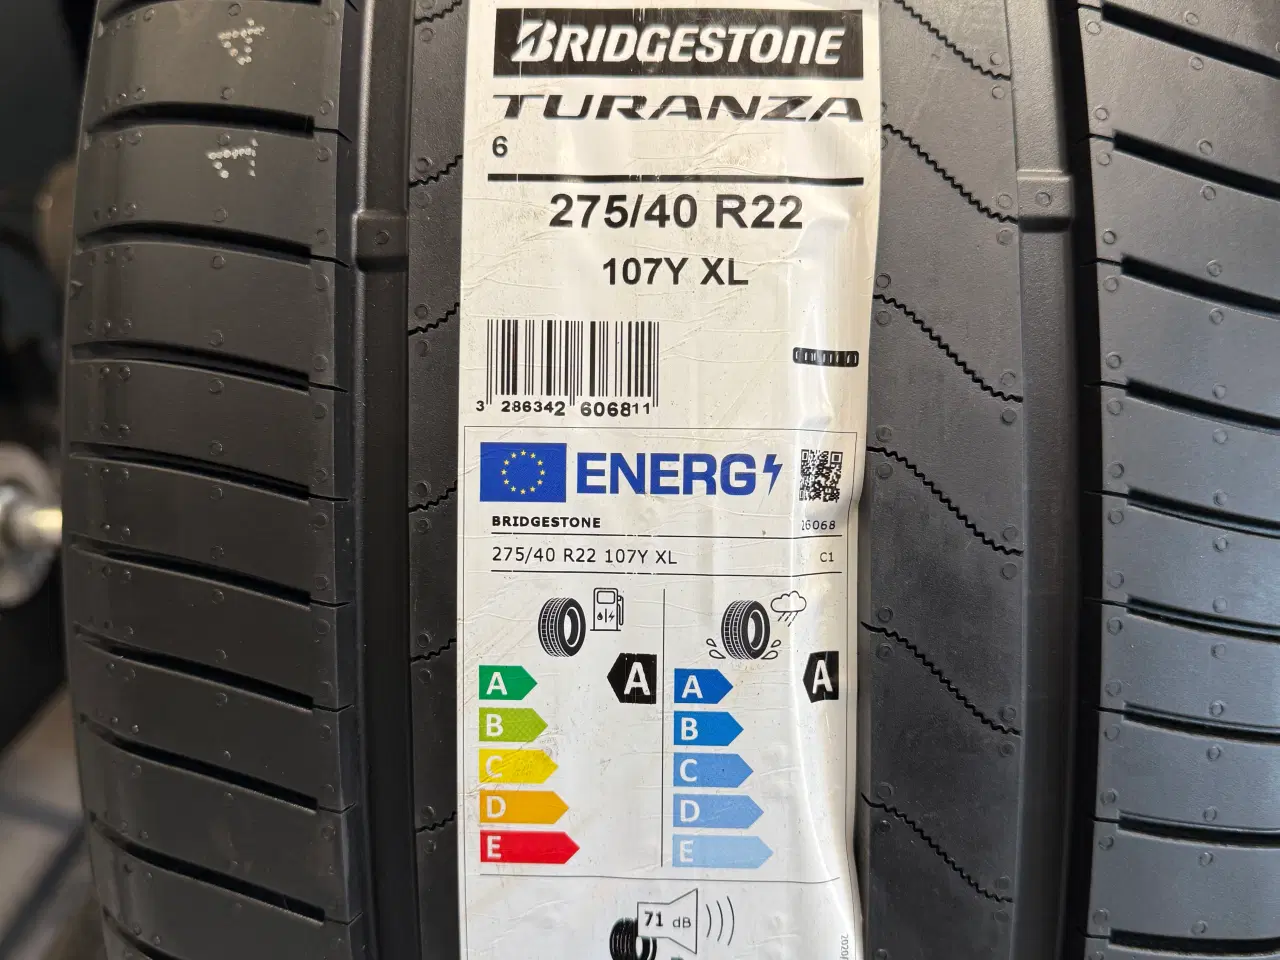 BRIDGESTONE
TURANZA
6
275/40 R22
107Y XL
3 286342 606811
ENERG
BRIDGESTONE
26068
275/40 R22 107Y XL
C1
A
A
A
A
B
B
C
C
D
D
E
E
71 dB